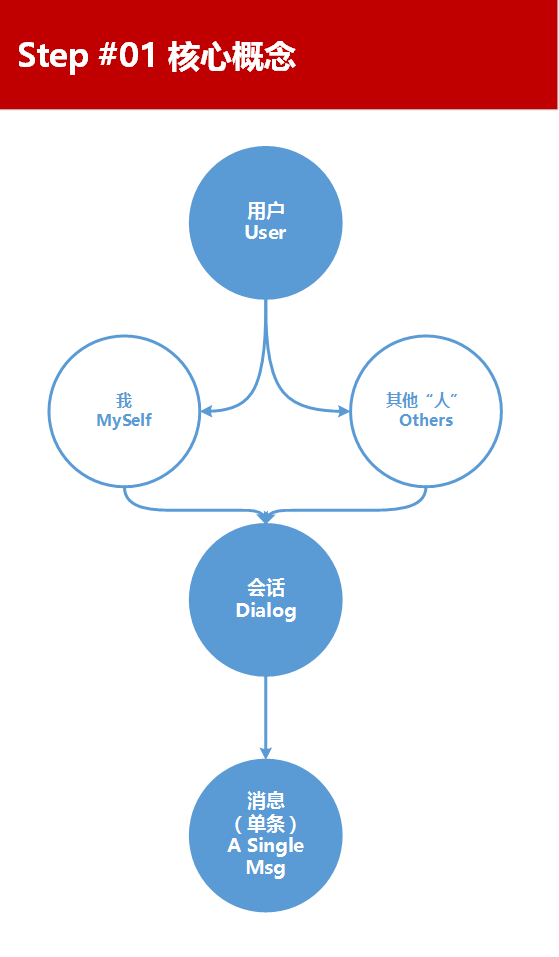 Step #01 核心概念
用户
User
我
MySelf
其他“人”
Others
会话
Dialog
消息
（单条）
A Single
Msg